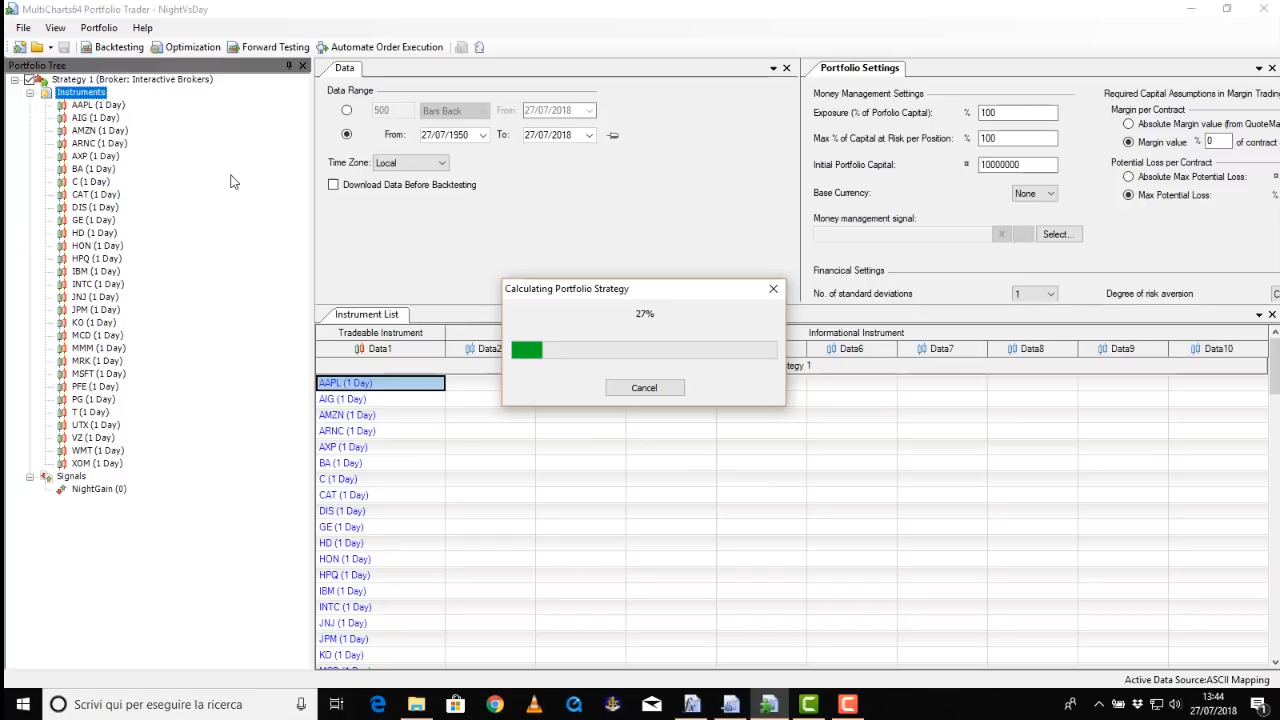 MultiCharts64 Portfolio Trader - NightVsDay
File View Portfolio Help
Backtesting Optimization Forward Testing Automate Order Execution
Portfolio Tree
Strategy 1 (Broker: Interactive Brokers)
Instruments
AAPL (1 Day)
AIG (1 Day)
AMZN (1 Day)
ARNC (1 Day)
AXP (1 Day)
BA (1 Day)
C (1 Day)
CAT (1 Day)
DIS (1 Day)
GE (1 Day)
HD (1 Day)
HON (1 Day)
HPQ (1 Day)
IBM (1 Day)
INTC (1 Day)
JNJ (1 Day)
JPM (1 Day)
KO (1 Day)
MCD (1 Day)
MMM (1 Day)
MRK (1 Day)
MSFT (1 Day)
PFE (1 Day)
PG (1 Day)
T (1 Day)
UTX (1 Day)
VZ (1 Day)
WMT (1 Day)
XOM (1 Day)
Signals
NightGain (0)
Data
Data Range
500 Bars Back From: 27/07/2018
From: 27/07/1950 To: 27/07/2018
Time Zone: Local
Download Data Before Backtesting
Portfolio Settings
Money Management Settings
Exposure (% of Porfolio Capital): % 100
Max % of Capital at Risk per Position: % 100
Initial Portfolio Capital: ¤ 10000000
Base Currency: None
Money management signal:
x Select...
Financical Settings
No. of standard deviations 1 Degree of risk aversion C
Required Capital Assumptions in Margin Trading
Margin per Contract
Absolute Margin value (from QuoteMa
Margin value % 0 of contract
Potential Loss per Contract
Absolute Max Potential Loss: ¤
Max Potential Loss: %
Calculating Portfolio Strategy
27%
Cancel
Instrument List
Tradeable Instrument Informational Instrument
Data1 Data2 Data6 Data7 Data8 Data9 Data10
tegy 1
AAPL (1 Day)
AIG (1 Day)
AMZN (1 Day)
ARNC (1 Day)
AXP (1 Day)
BA (1 Day)
C (1 Day)
CAT (1 Day)
DIS (1 Day)
GE (1 Day)
HD (1 Day)
HON (1 Day)
HPQ (1 Day)
IBM (1 Day)
INTC (1 Day)
JNJ (1 Day)
JPM (1 Day)
KO (1 Day)
Active Data Source:ASCII Mapping
Scrivi qui per eseguire la ricerca
13:44
27/07/2018